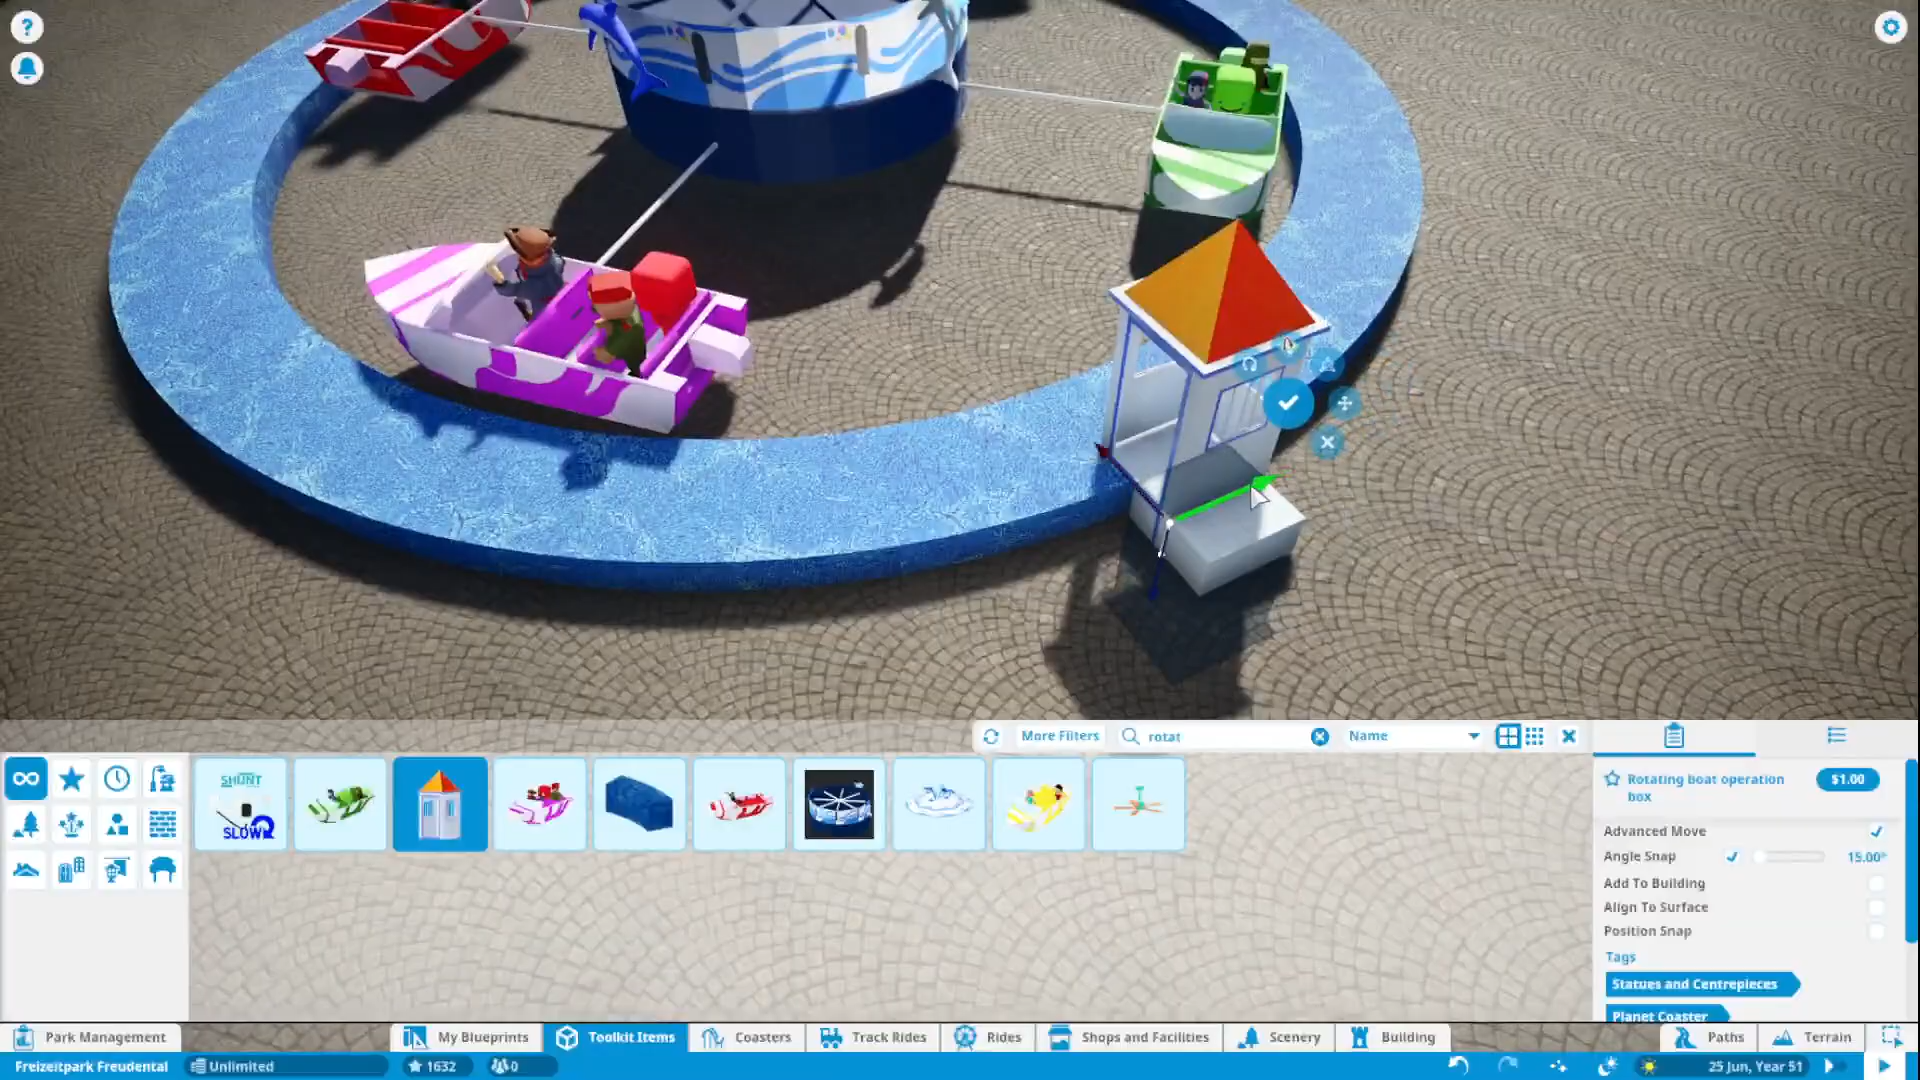 ?
More Filters
rotat
Name
SHUNT
SLOW
Rotating boat operation
box
$1.00
Advanced Move
Angle Snap
15.00°
Add To Building
Align To Surface
Position Snap
Tags
Statues and Centrepieces
Planet Coaster
Park Management
My Blueprints
Toolkit Items
Coasters
Track Rides
Rides
Shops and Facilities
Scenery
Building
Paths
Terrain
Freizeitpark Freudental
Unlimited
1632
0
25 Jun, Year 51